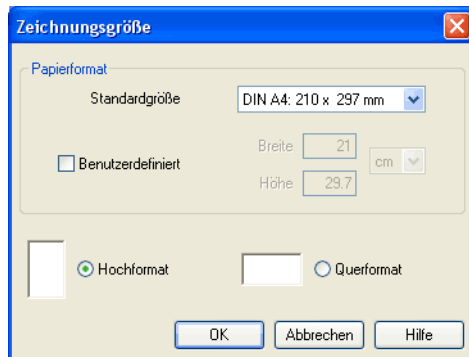 Zeichnungsgröße
Papierformat
Standardgröße DIN A4: 210 x 297 mm
Benutzerdefiniert
Breite 21
cm
Höhe 29.7
Hochformat Querformat
OK Abbrechen Hilfe